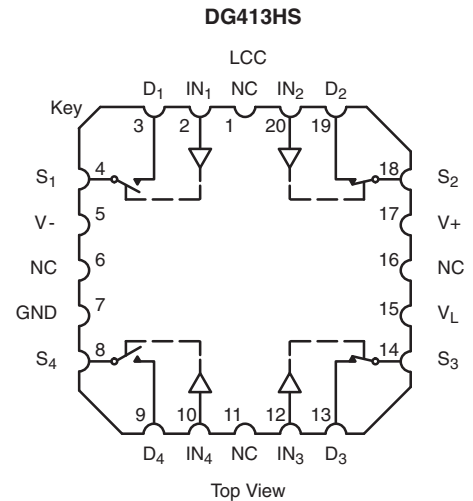 DG413HS
LCC
D1 IN1 NC IN2 D2
Key
3 2 1 20 19
S1 4 18 S2
V- 5 17 V+
NC 6 16 NC
GND 7 15 VL
S4 8 14 S3
9 10 11 12 13
D4 IN4 NC IN3 D3
Top View